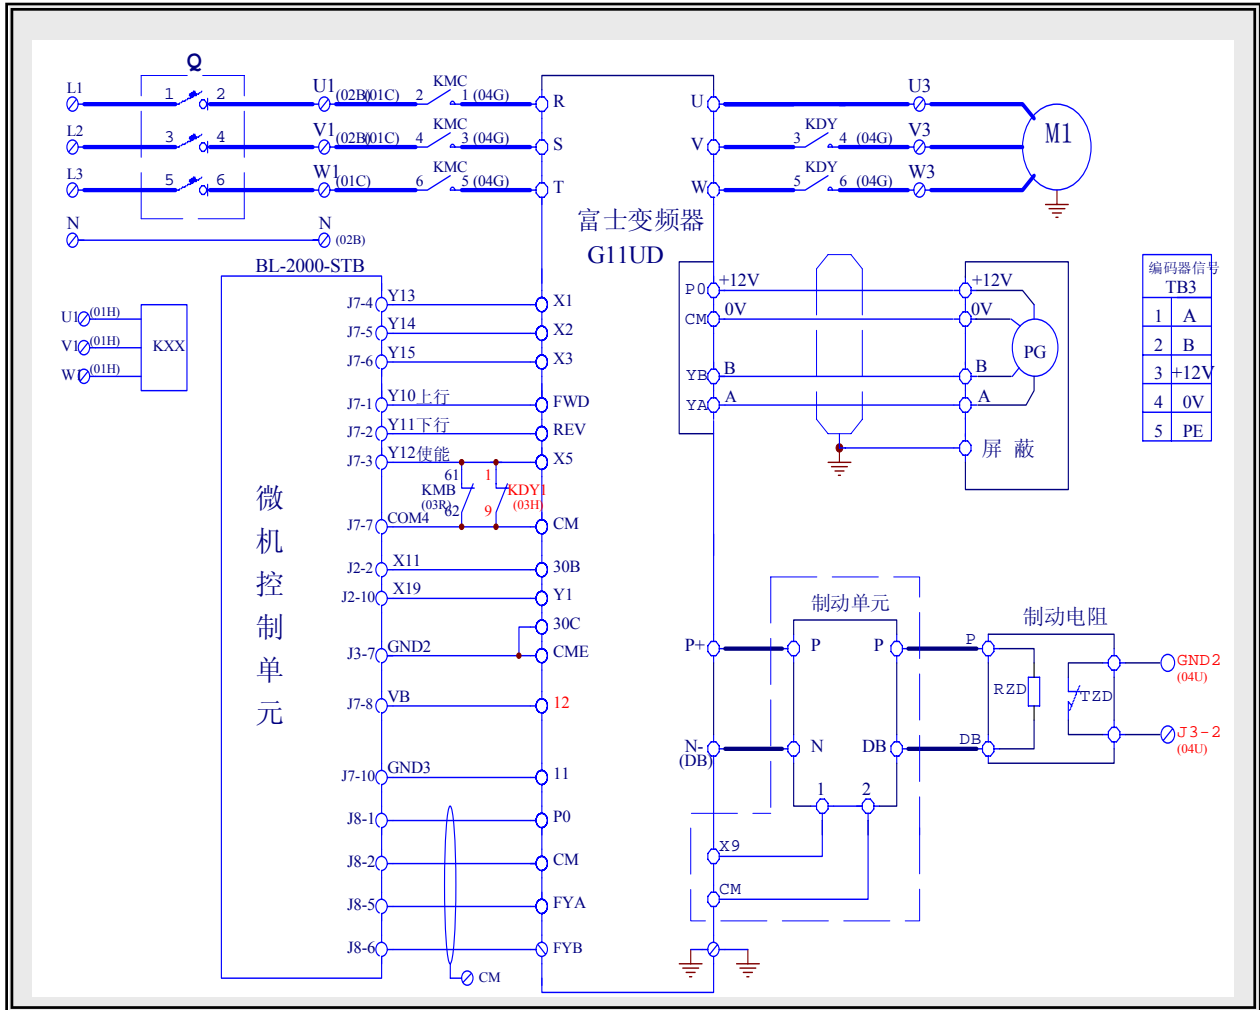 Q
L1 1 2 U1 (02B)(01C) 2 KMC 1 (04G) R
L2 3 4 V1 (02B)(01C) 4 KMC 3 (04G) S
L3 5 6 W1 (01C) 6 KMC 5 (04G) T
N N (02B)
U U3
V 3 KDY 4 (04G) V3
W 5 KDY 6 (04G) W3
M1
富士变频器
G11UD
BL-2000-STB
微机控制单元
U1 (01H)
V1 (01H)
W1 (01H)
KXX
J7-4 Y13 X1
J7-5 Y14 X2
J7-6 Y15 X3
J7-1 Y10上行 FWD
J7-2 Y11下行 REV
J7-3 Y12使能 X5
61 1
KMB KDY1
(03R) (03H)
62 9
J7-7 COM4 CM
J2-2 X11 30B
J2-10 X19 Y1
30C
J3-7 GND2 CME
J7-8 VB 12
J7-10 GND3 11
J8-1 P0
J8-2 CM
J8-5 FYA
J8-6 FYB
CM
P0 +12V +12V
CM 0V 0V
YB B B
YA A A
PG
屏 蔽
编码器信号
TB3
1 A
2 B
3 +12V
4 0V
5 PE
制动单元
P+ P P
N- N DB
(DB)
1 2
X9
CM
制动电阻
P
DB
RZD
TZD
GND2
(04U)
J3-2
(04U)